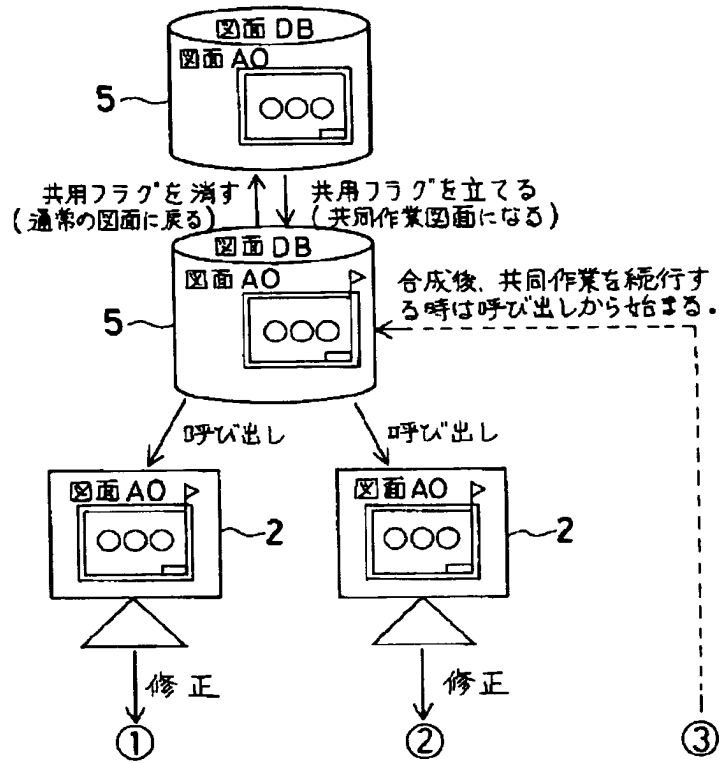 図面 DB
図面 A0
5
共用フラグを消す
(通常の図面に戻る)
共用フラグを立てる
(共同作業図面になる)
図面 DB
図面 A0
5
合成後、共同作業を続行す
る時は呼び出しから始まる.
呼び出し
呼び出し
図面 A0
2
図面 A0
2
修正
修正
①
②
③